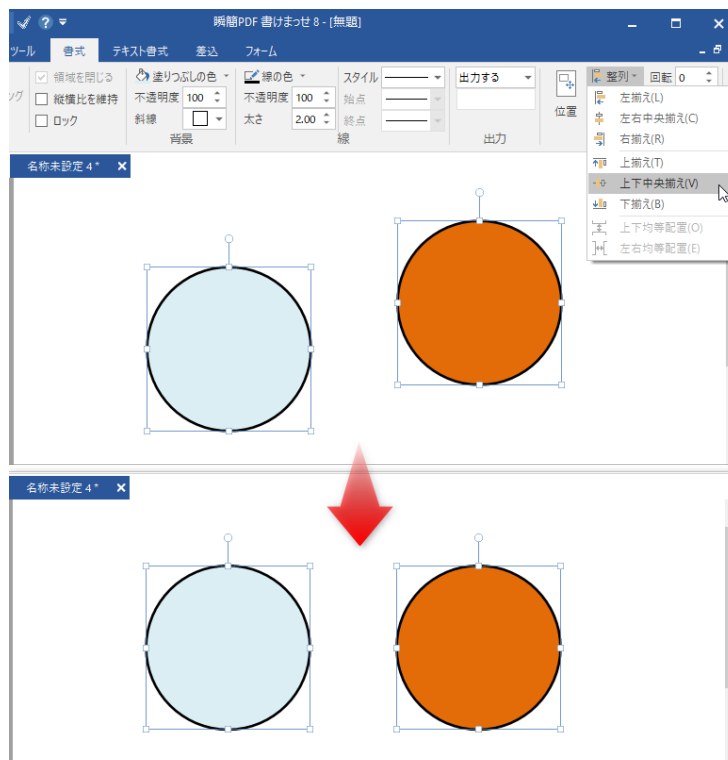 瞬簡PDF 書けまっせ 8 - [無題]
ツール 書式 テキスト書式 差込 フォーム
領域を閉じる 塗りつぶしの色 線の色 スタイル 出力する 整列 回転 0
ング 縦横比を維持 不透明度 100 不透明度 100 始点 位置
ロック 斜線 太さ 2.00 終点
背景 線 出力
左揃え(L)
左右中央揃え(C)
右揃え(R)
上揃え(T)
上下中央揃え(V)
下揃え(B)
上下均等配置(O)
左右均等配置(E)
名称未設定 4 *
名称未設定 4 *